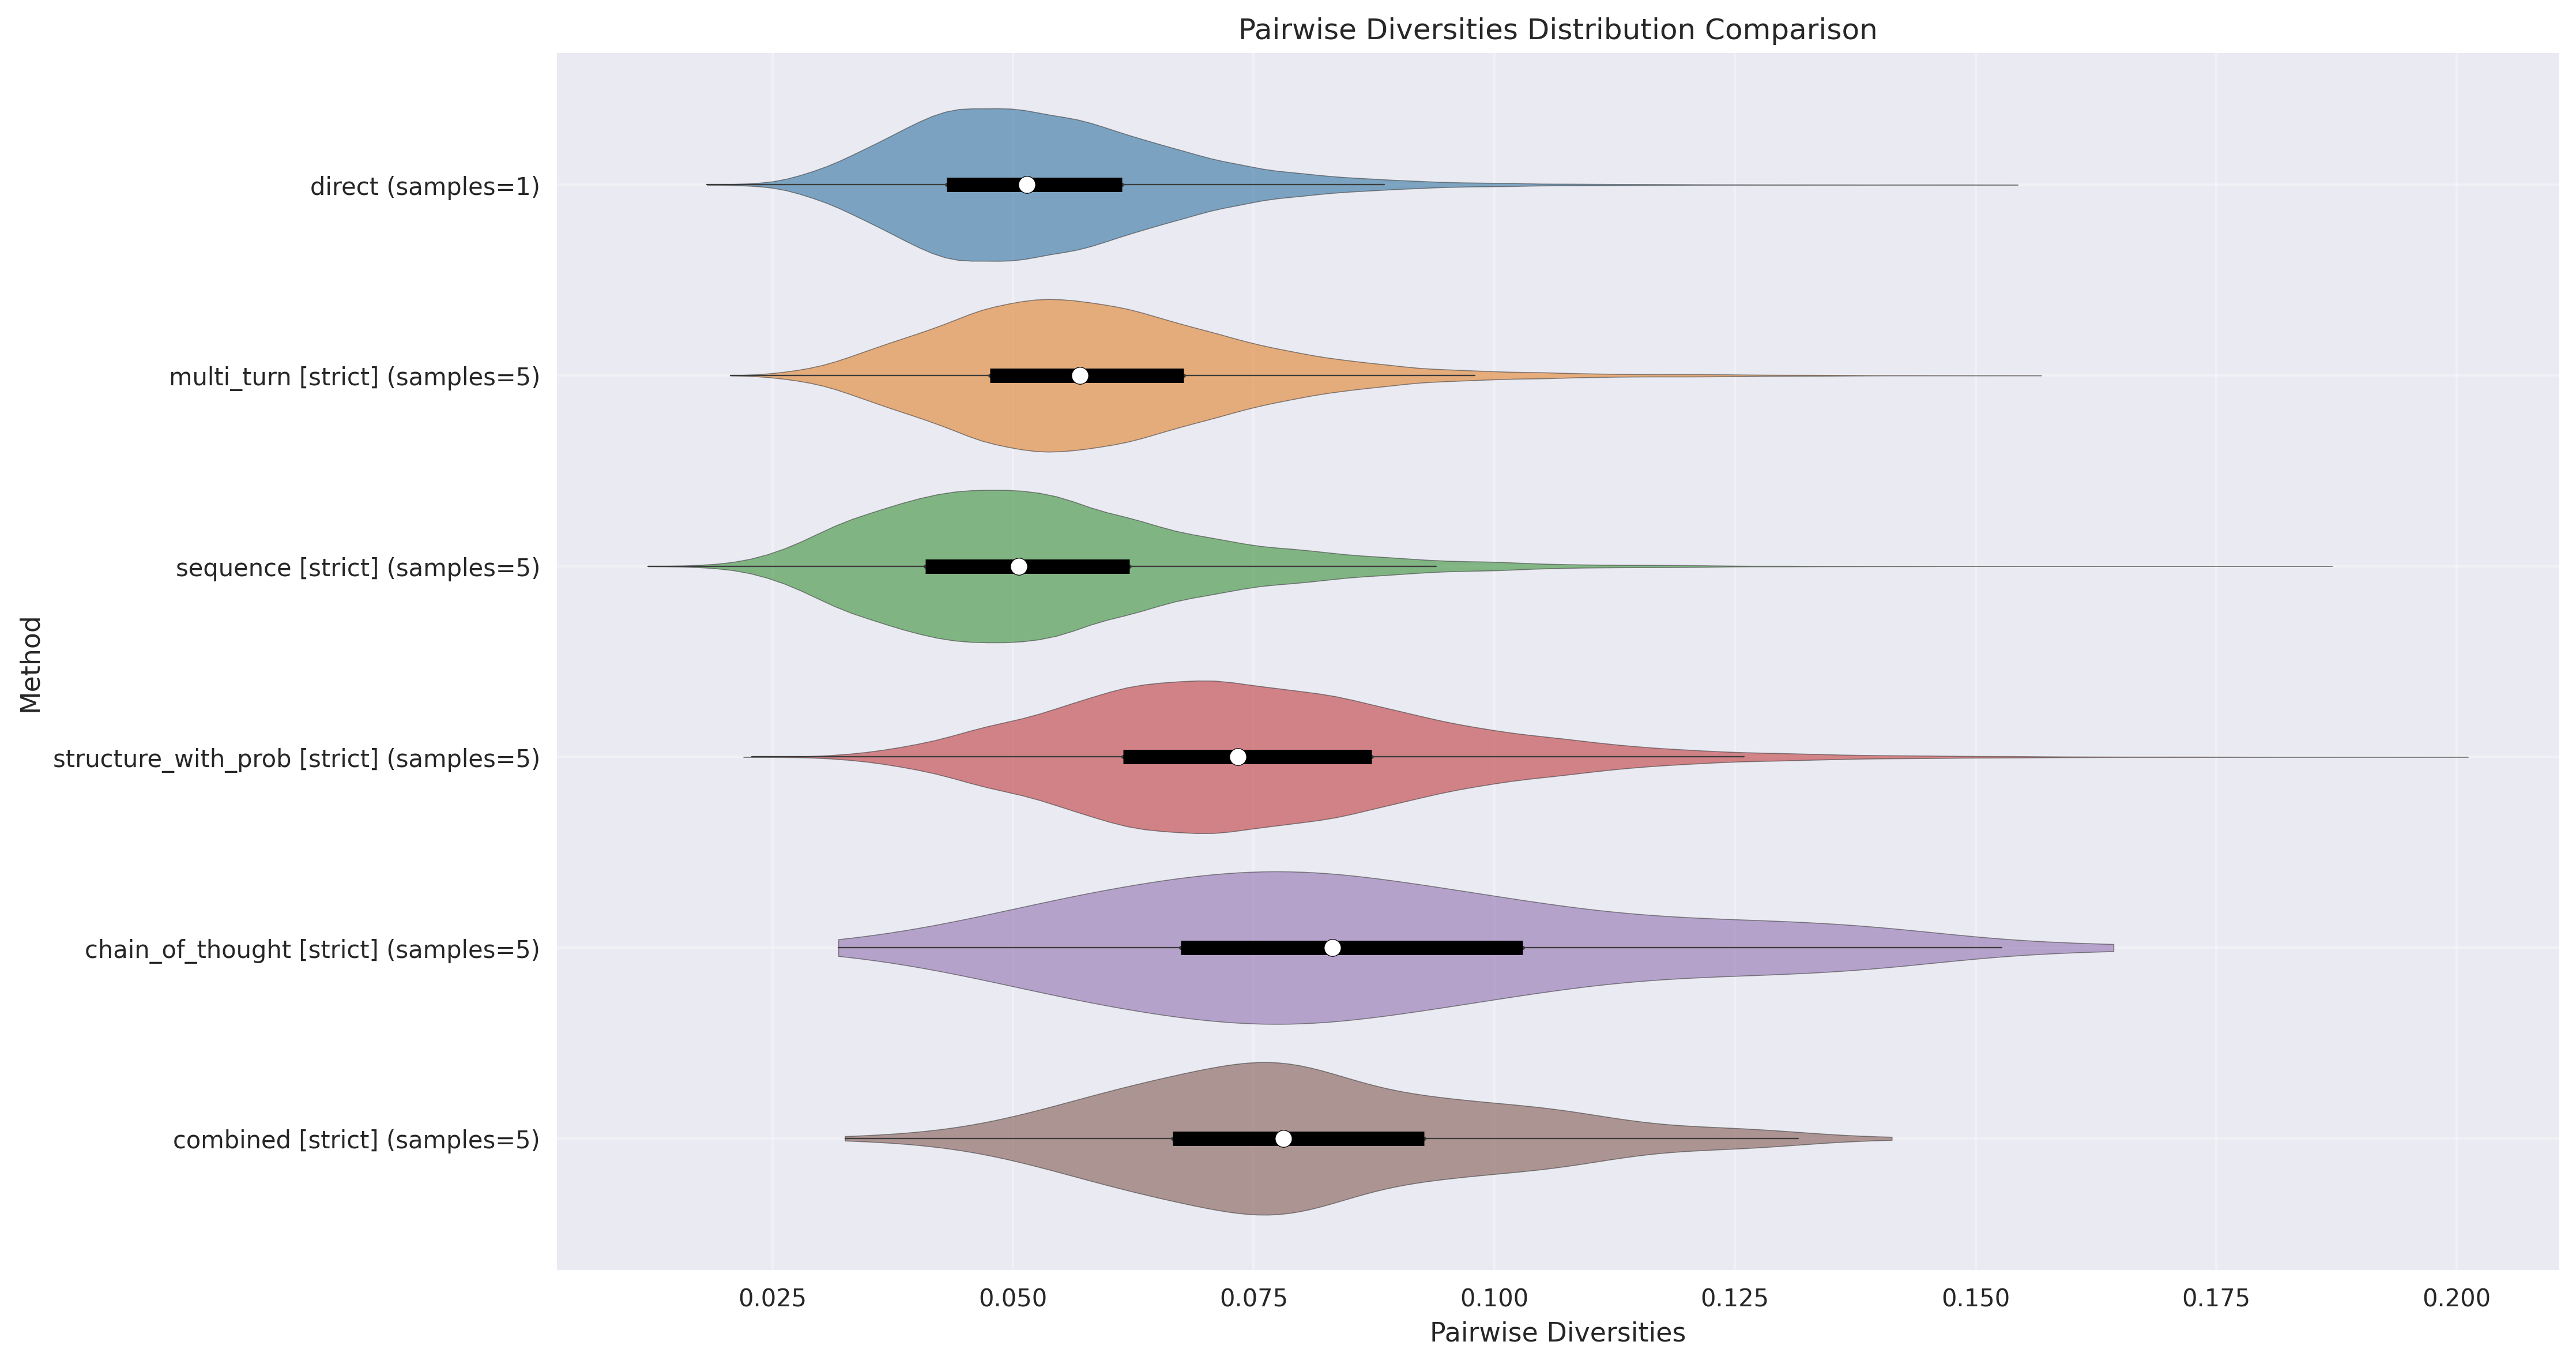 Pairwise Diversities Distribution Comparison
Method
direct (samples=1)
multi_turn [strict] (samples=5)
sequence [strict] (samples=5)
structure_with_prob [strict] (samples=5)
chain_of_thought [strict] (samples=5)
combined [strict] (samples=5)
0.025 0.050 0.075 0.100 0.125 0.150 0.175 0.200
Pairwise Diversities